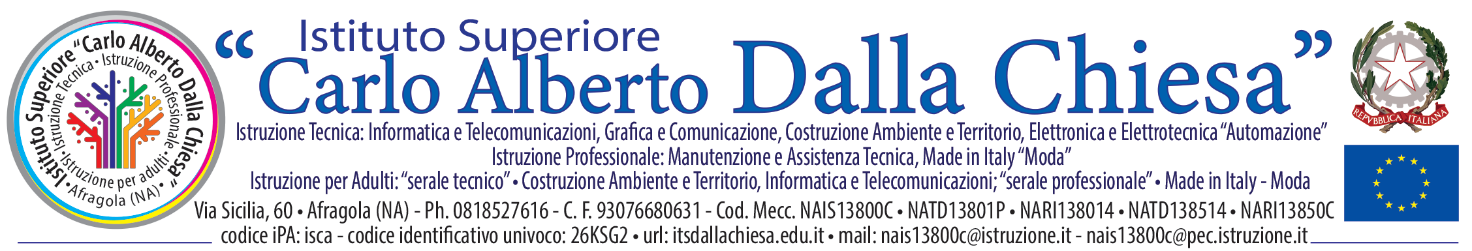 Istituto Superiore "Carlo Alberto Dalla Chiesa"
• Istruzione Tecnica • Istruzione Professionale • Istruzione per adulti •
• Afragola (NA) •
Istituto Superiore
“Carlo Alberto Dalla Chiesa”
Istruzione Tecnica: Informatica e Telecomunicazioni, Grafica e Comunicazione, Costruzione Ambiente e Territorio, Elettronica e Elettrotecnica “Automazione”
Istruzione Professionale: Manutenzione e Assistenza Tecnica, Made in Italy “Moda”
Istruzione per Adulti: “serale tecnico” • Costruzione Ambiente e Territorio, Informatica e Telecomunicazioni; “serale professionale” • Made in Italy - Moda
Via Sicilia, 60 • Afragola (NA) - Ph. 0818527616 - C. F. 93076680631 - Cod. Mecc. NAIS13800C • NATD13801P • NARI138014 • NATD138514 • NARI13850C
codice iPA: isca - codice identificativo univoco: 26KSG2 • url: itsdallachiesa.edu.it • mail: nais13800c@istruzione.it - nais13800c@pec.istruzione.it
REPVBBLICA ITALIANA